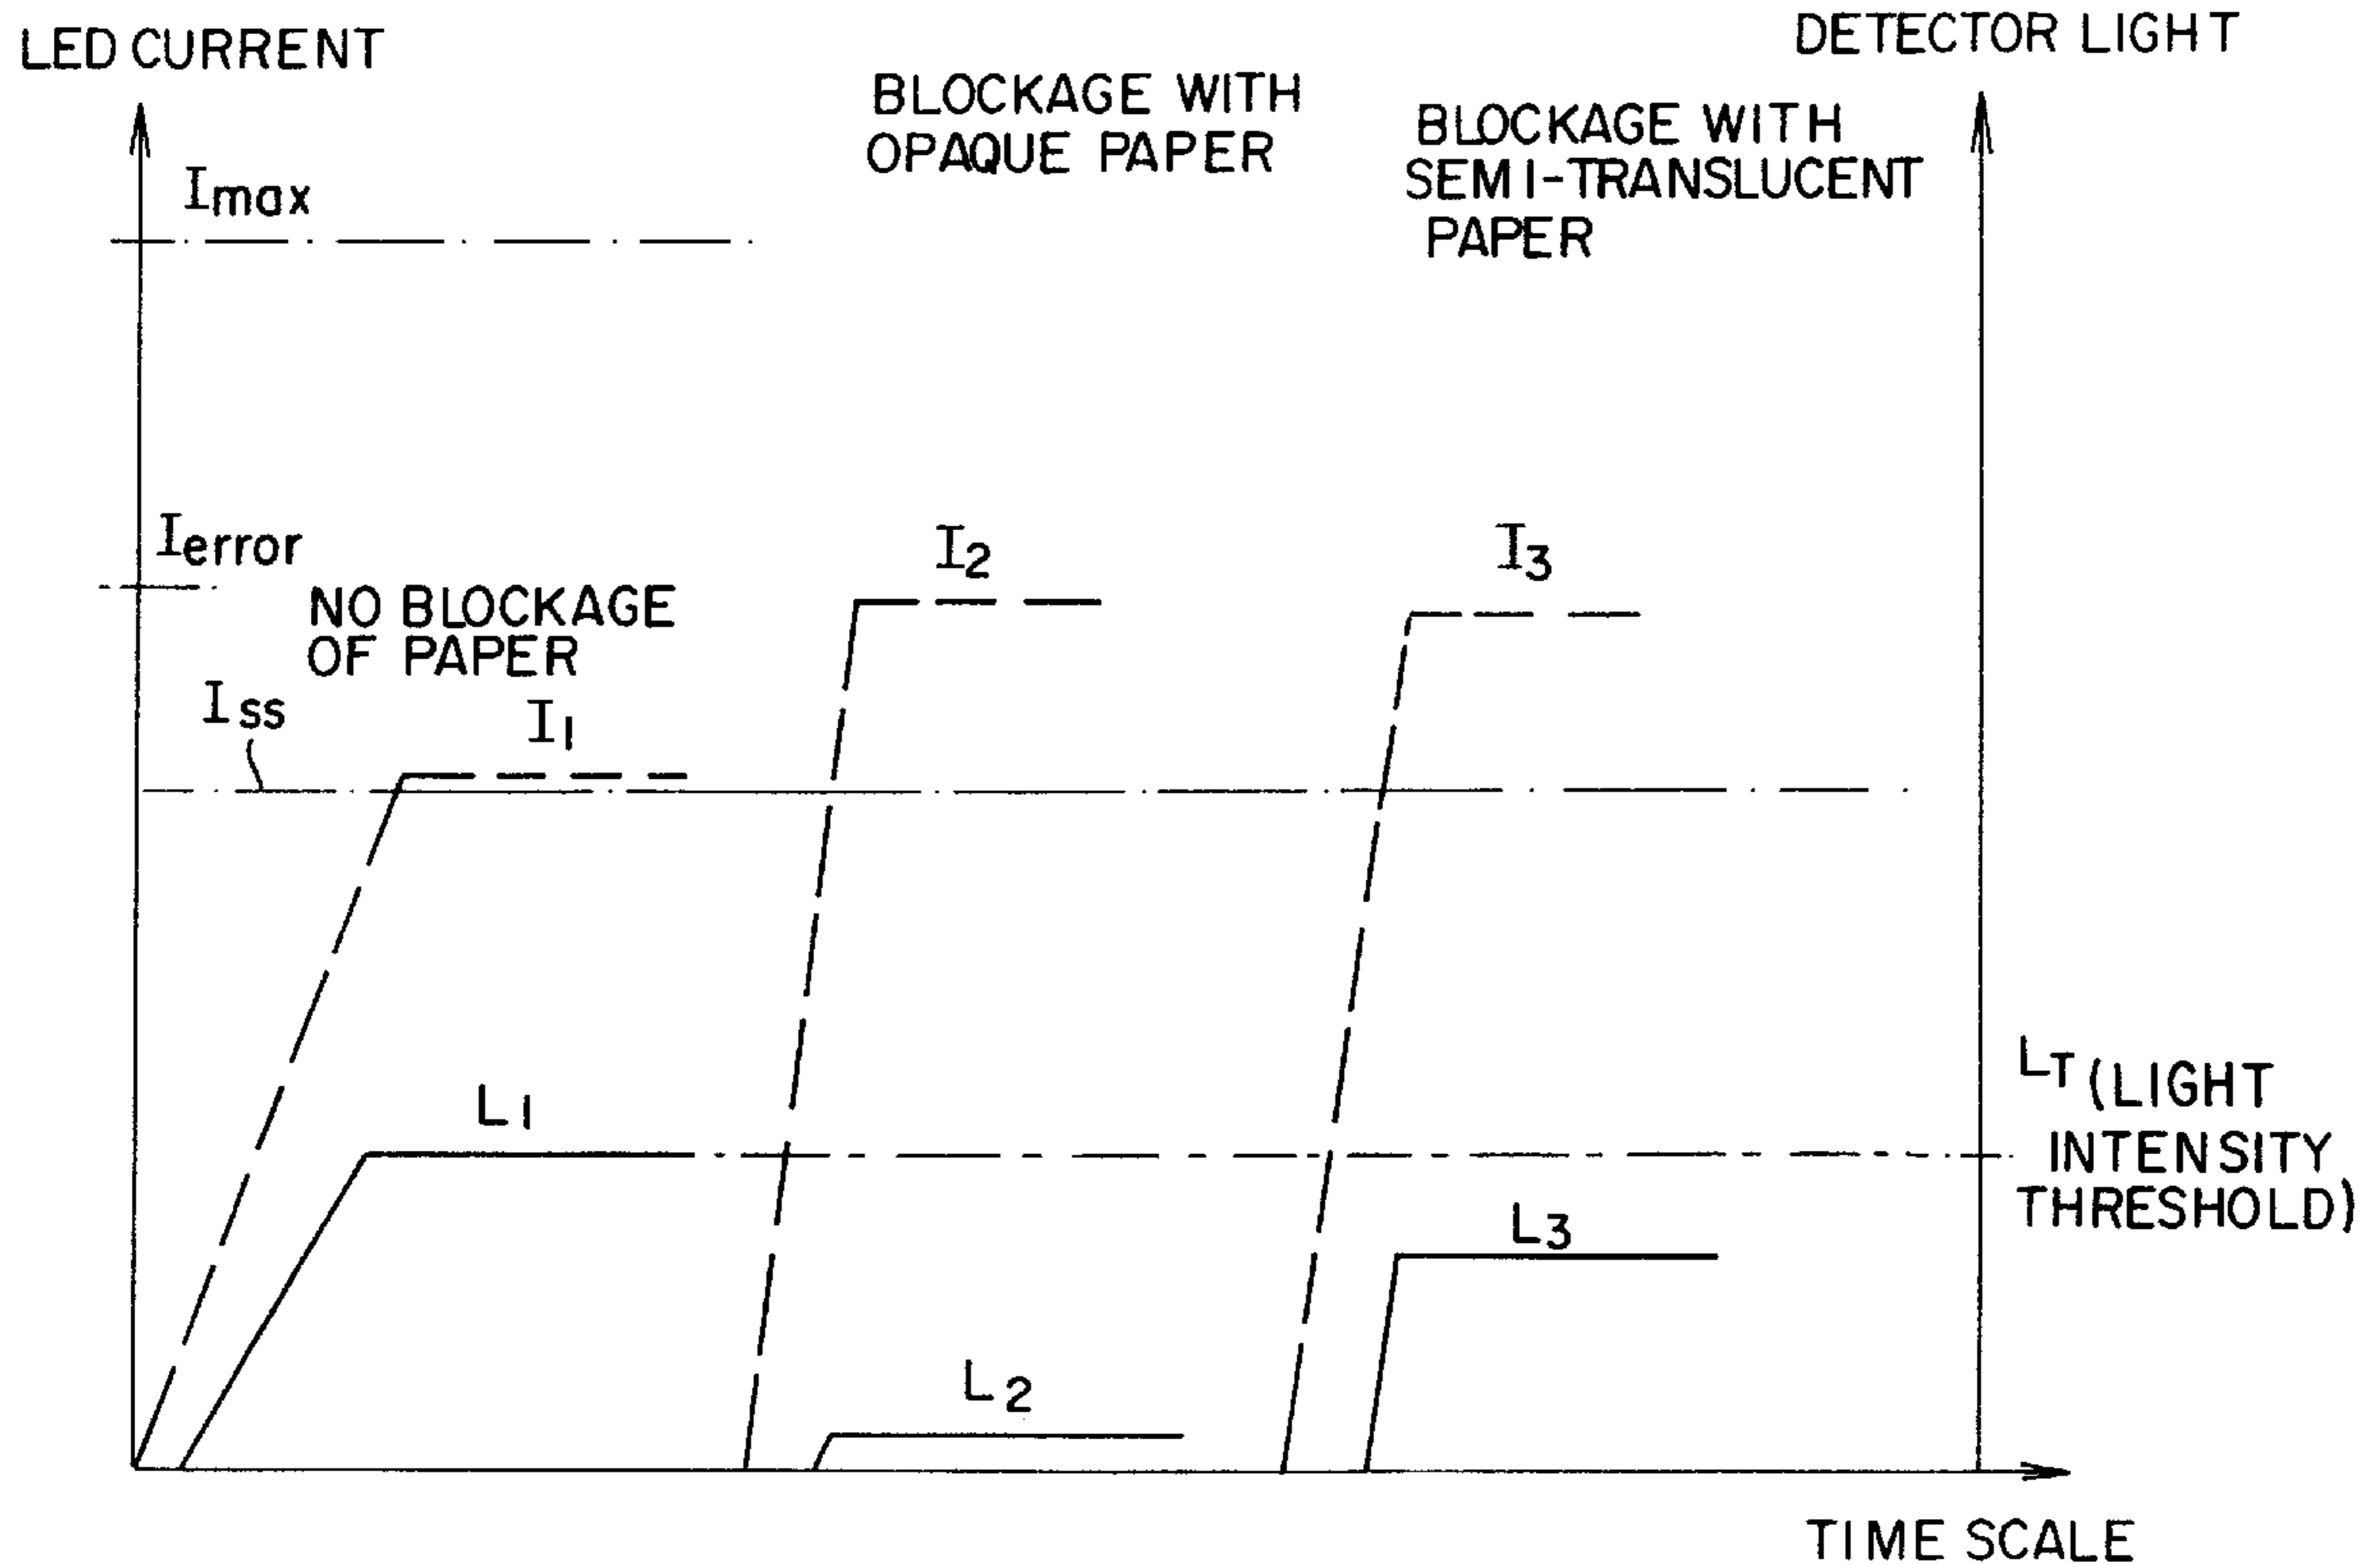 LED CURRENT
DETECTOR LIGHT
BLOCKAGE WITH
OPAQUE PAPER
BLOCKAGE WITH
SEMI-TRANSLUCENT
PAPER
Imax
Ierror
NO BLOCKAGE
OF PAPER
Iss
I1
I2
I3
L1
L2
L3
LT (LIGHT
INTENSITY
THRESHOLD)
TIME SCALE